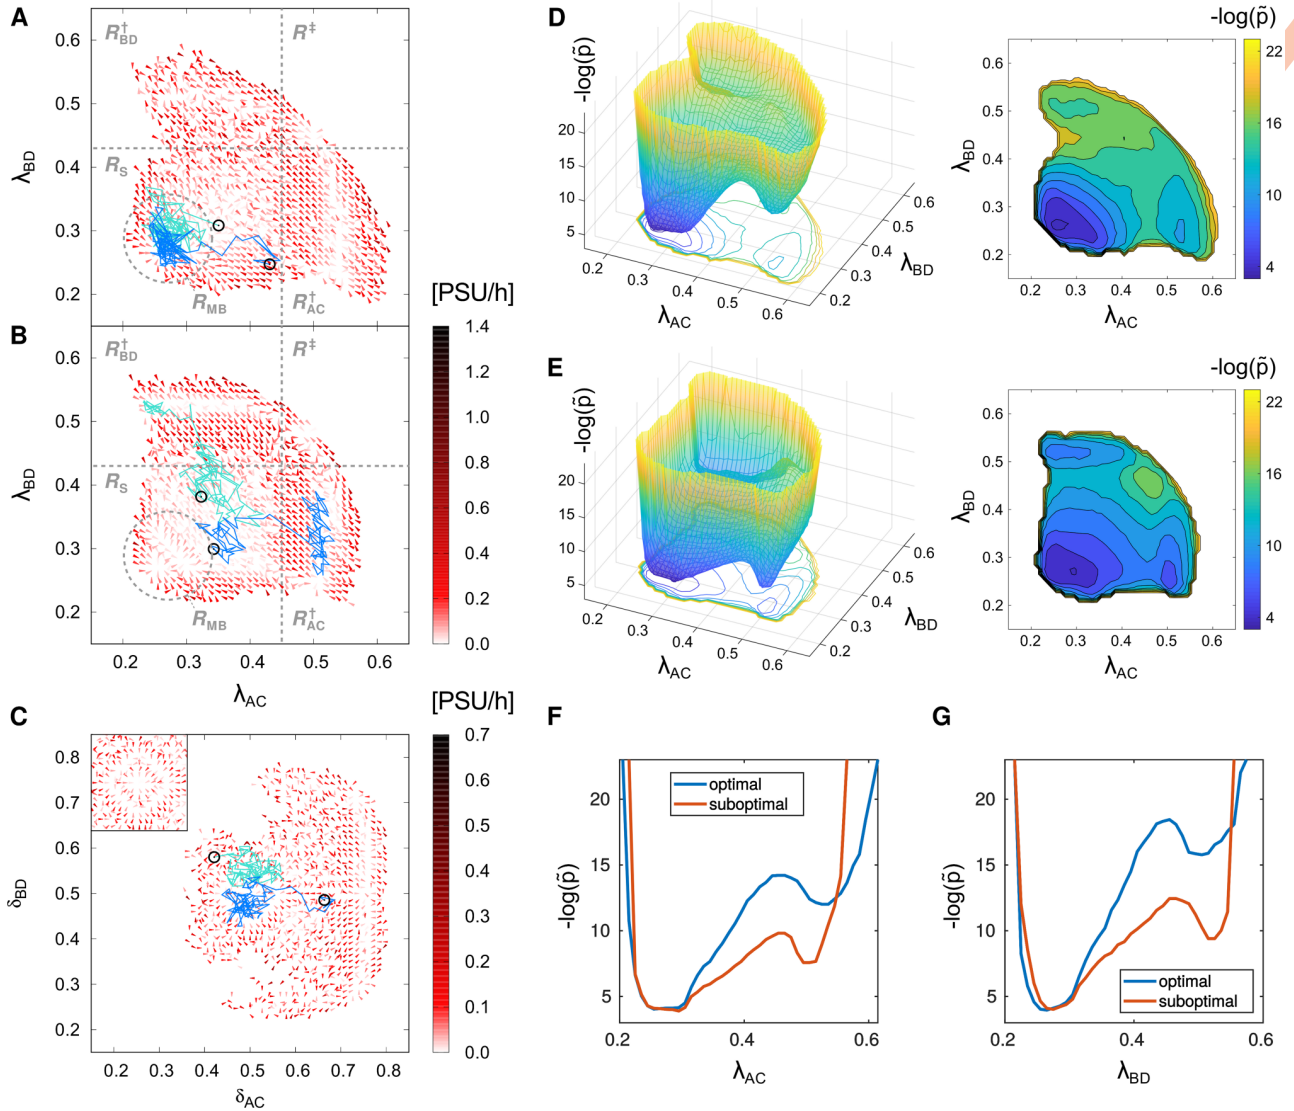 A
R†BD
R‡
RS
RMB
R†AC
0.6
0.5
0.4
0.3
0.2
λBD
[PSU/h]
B
R†BD
R‡
RS
RMB
R†AC
0.6
0.5
0.4
0.3
0.2
λBD
0.2 0.3 0.4 0.5 0.6
λAC
1.4
1.2
1.0
0.8
0.6
0.4
0.2
0.0
C
[PSU/h]
0.8
0.7
0.6
0.5
0.4
0.3
0.2
δBD
0.2 0.3 0.4 0.5 0.6 0.7 0.8
δAC
0.7
0.6
0.5
0.4
0.3
0.2
0.1
0.0
D
-log(p̃)
20
15
10
5
0.2 0.3 0.4 0.5 0.6
λAC
0.2 0.3 0.4 0.5 0.6
λBD
-log(p̃)
0.6
0.5
0.4
0.3
0.2
λBD
0.2 0.3 0.4 0.5 0.6
λAC
22
16
10
4
E
-log(p̃)
20
15
10
5
0.2 0.3 0.4 0.5 0.6
λAC
0.2 0.3 0.4 0.5 0.6
λBD
-log(p̃)
0.6
0.5
0.4
0.3
0.2
λBD
0.2 0.3 0.4 0.5 0.6
λAC
22
16
10
4
F
optimal
suboptimal
20
15
10
5
-log(p̃)
0.2 0.4 0.6
λAC
G
optimal
suboptimal
20
15
10
5
-log(p̃)
0.2 0.4 0.6
λBD